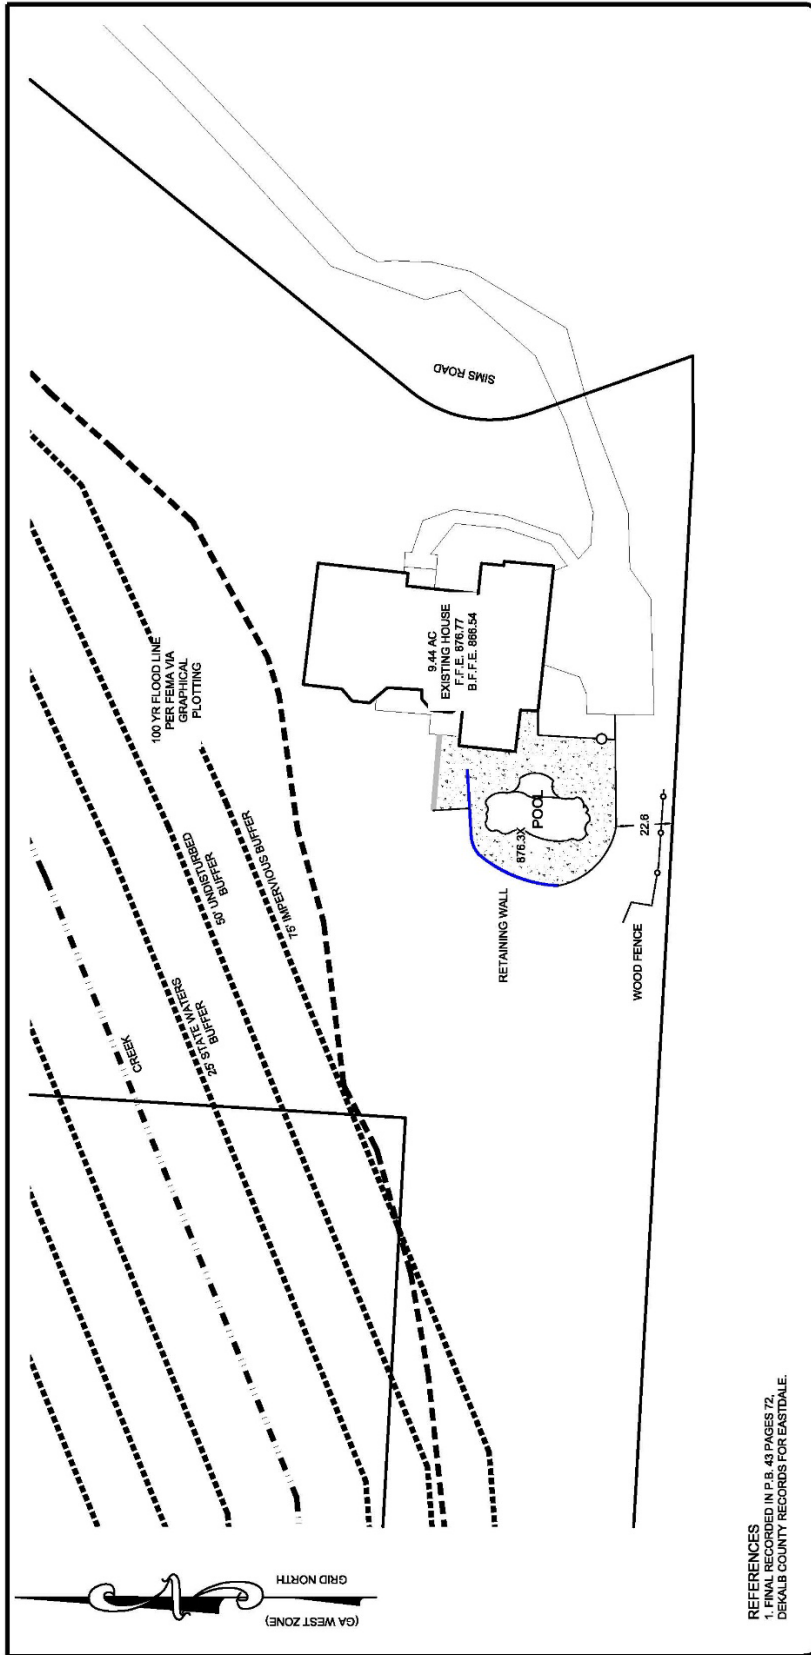 SIMS ROAD
100 YR FLOOD LINE
PER FEMA VIA
GRAPHICAL
PLOTTING
9.44 AC
EXISTING HOUSE
F.F.E. 876.77
B.F.F.E. 866.54
50' UNDISTURBED
BUFFER
75' IMPERVIOUS BUFFER
25' STATE WATERS
BUFFER
CREEK
POOL
876.3X
RETAINING WALL
22.6
WOOD FENCE
GRID NORTH
(GA WEST ZONE)
REFERENCES
1. FINAL RECORDED IN P.B. 43 PAGES 72,
DEKALB COUNTY RECORDS FOR EASTDALE.